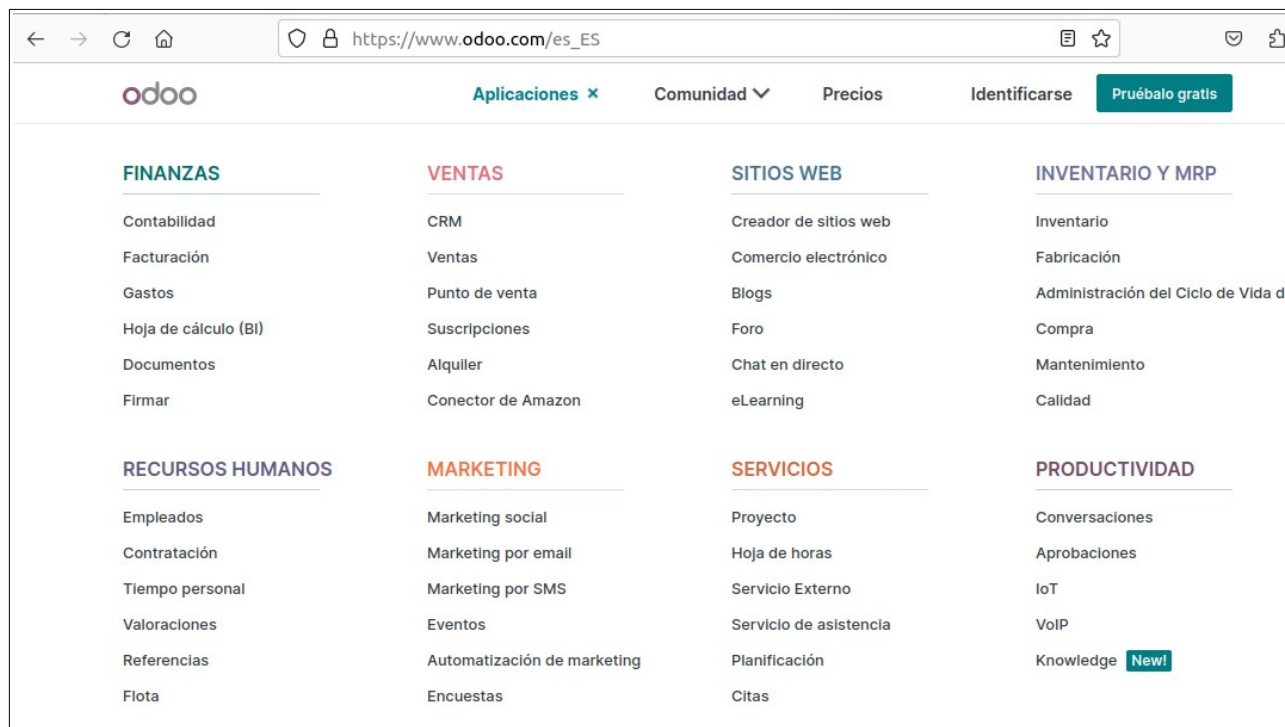 https://www.odoo.com/es_ES
odoo
Aplicaciones ×
Comunidad
Precios
Identificarse
Pruébalo gratis
FINANZAS
Contabilidad
Facturación
Gastos
Hoja de cálculo (BI)
Documentos
Firmar
VENTAS
CRM
Ventas
Punto de venta
Suscripciones
Alquiler
Conector de Amazon
SITIOS WEB
Creador de sitios web
Comercio electrónico
Blogs
Foro
Chat en directo
eLearning
INVENTARIO Y MRP
Inventario
Fabricación
Administración del Ciclo de Vida d
Compra
Mantenimiento
Calidad
RECURSOS HUMANOS
Empleados
Contratación
Tiempo personal
Valoraciones
Referencias
Flota
MARKETING
Marketing social
Marketing por email
Marketing por SMS
Eventos
Automatización de marketing
Encuestas
SERVICIOS
Proyecto
Hoja de horas
Servicio Externo
Servicio de asistencia
Planificación
Citas
PRODUCTIVIDAD
Conversaciones
Aprobaciones
IoT
VoIP
Knowledge New!